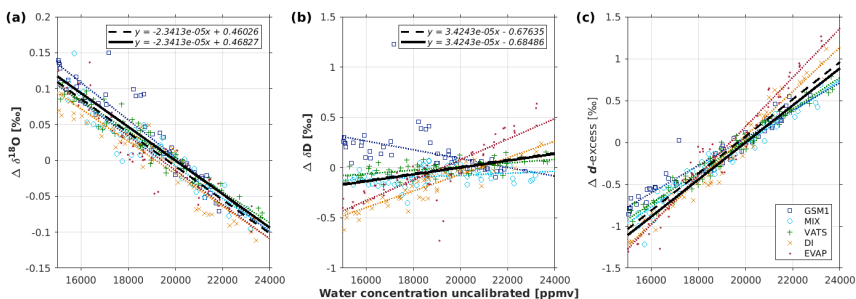 (a)
y = -2.3413e-05x + 0.46026
y = -2.3413e-05x + 0.46827
0.2
0.15
0.1
0.05
0
-0.05
-0.1
-0.15
Δ δ¹⁸O [‰]
16000 18000 20000 22000 24000
(b)
y = 3.4243e-05x - 0.67635
y = 3.4243e-05x - 0.68486
1.5
1
0.5
0
-0.5
-1
Δ δD [‰]
16000 18000 20000 22000 24000
Water concentration uncalibrated [ppmv]
(c)
1.5
1
0.5
0
-0.5
-1
-1.5
Δ d-excess [‰]
GSM1
MIX
VATS
DI
EVAP
16000 18000 20000 22000 24000